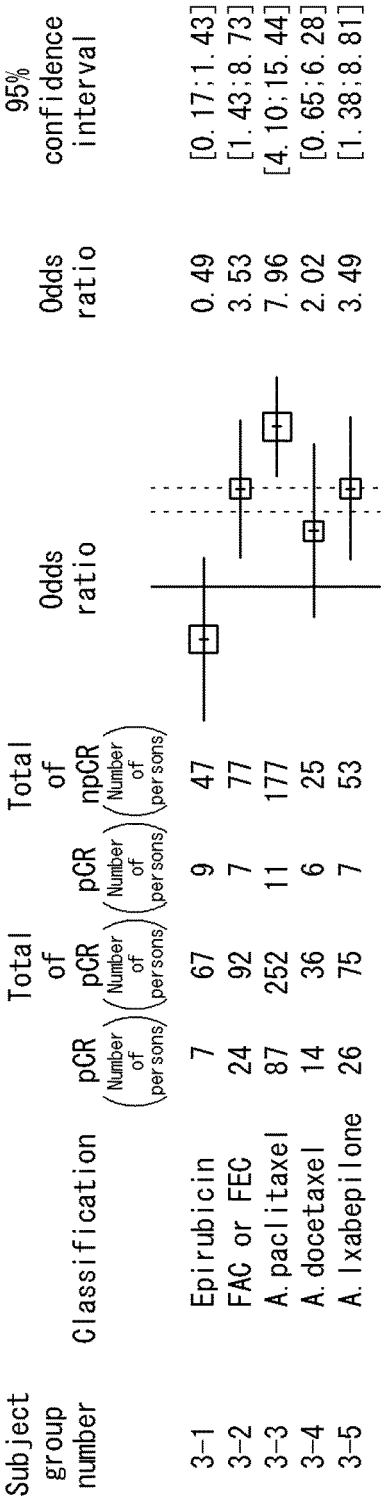 Subject group number Classification pCR (Number of persons) Total of pCR (Number of persons) pCR (Number of persons) Total of npCR (Number of persons) Odds ratio Odds ratio 95% confidence interval
3-1 Epirubicin 7 67 9 47 0.49 [0.17;1.43]
3-2 FAC or FEC 24 92 7 77 3.53 [1.43;8.73]
3-3 A.paclitaxel 87 252 11 177 7.96 [4.10;15.44]
3-4 A.docetaxel 14 36 6 25 2.02 [0.65;6.28]
3-5 A.Ixabepilone 26 75 7 53 3.49 [1.38;8.81]